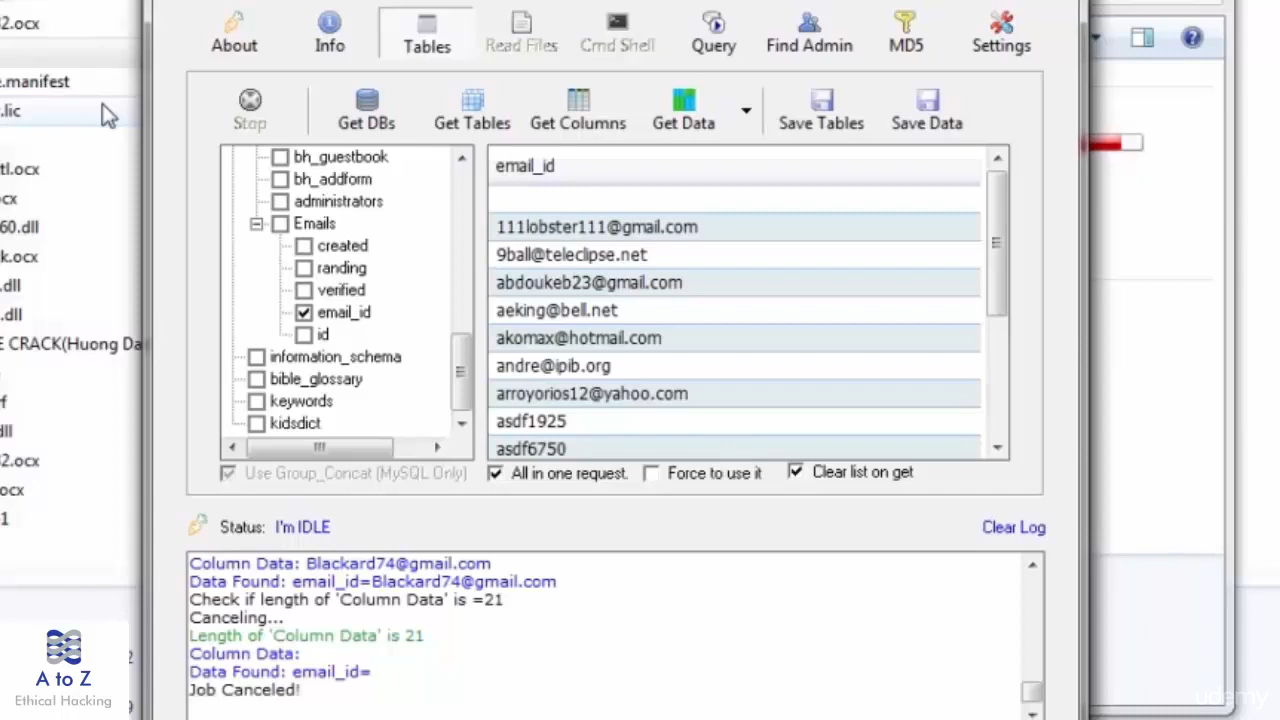 2.ocx
.manifest
.lic
tl.ocx
cx
60.dll
k.ocx
.dll
.dll
E CRACK(Huong Da
f
dll
2.ocx
ocx
-1
About
Info
Tables
Read Files
Cmd Shell
Query
Find Admin
MD5
Settings
Stop
Get DBs
Get Tables
Get Columns
Get Data
Save Tables
Save Data
bh_guestbook
bh_addform
administrators
Emails
created
randing
verified
email_id
id
information_schema
bible_glossary
keywords
kidsdict
email_id
111lobster111@gmail.com
9ball@teleclipse.net
abdoukeb23@gmail.com
aeking@bell.net
akomax@hotmail.com
andre@ipib.org
arroyorios12@yahoo.com
asdf1925
asdf6750
Use Group_Concat (MySQL Only)
All in one request.
Force to use it
Clear list on get
Status: I'm IDLE
Clear Log
Column Data: Blackard74@gmail.com
Data Found: email_id=Blackard74@gmail.com
Check if length of 'Column Data' is =21
Canceling...
Length of 'Column Data' is 21
Column Data:
Data Found: email_id=
Job Canceled!
A to Z
Ethical Hacking
2
9
udemy